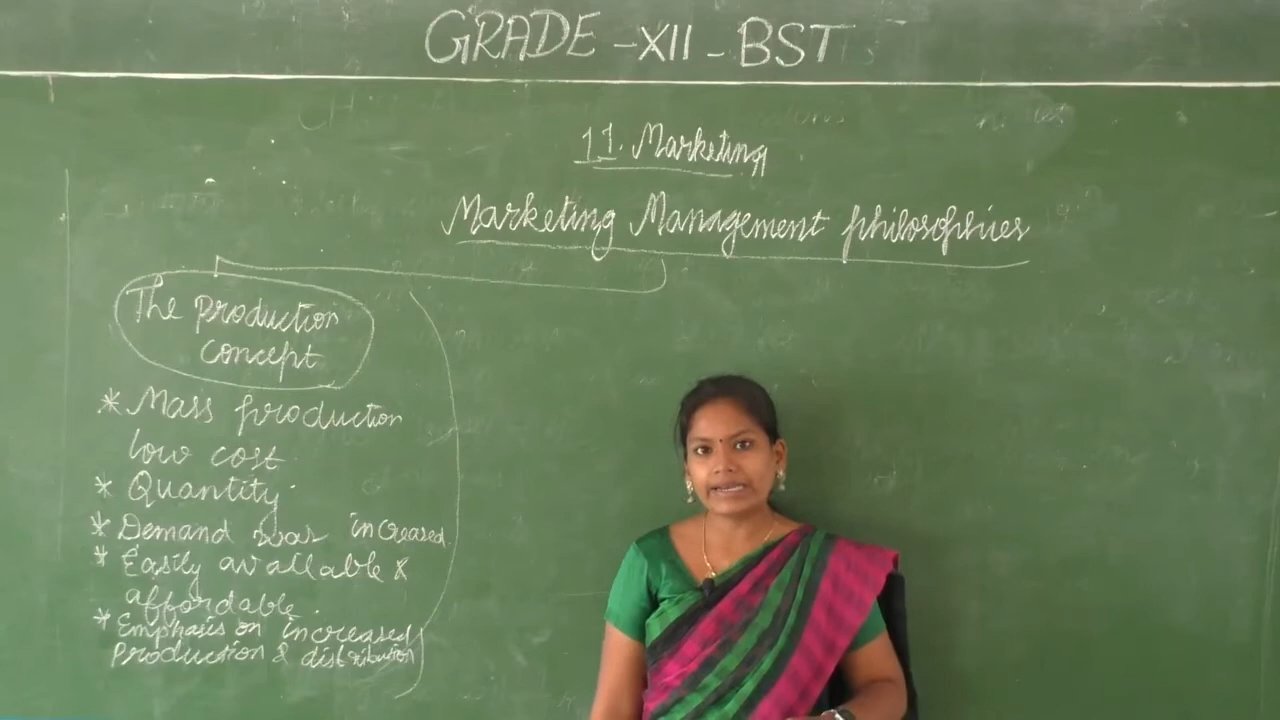 GRADE -XII - BST
11. Marketing
Marketing Management philosophies
The production
concept
* Mass production
low cost
* Quantity
* Demand was increased.
* Easily available &
affordable.
* Emphasis on increased
production & distribution